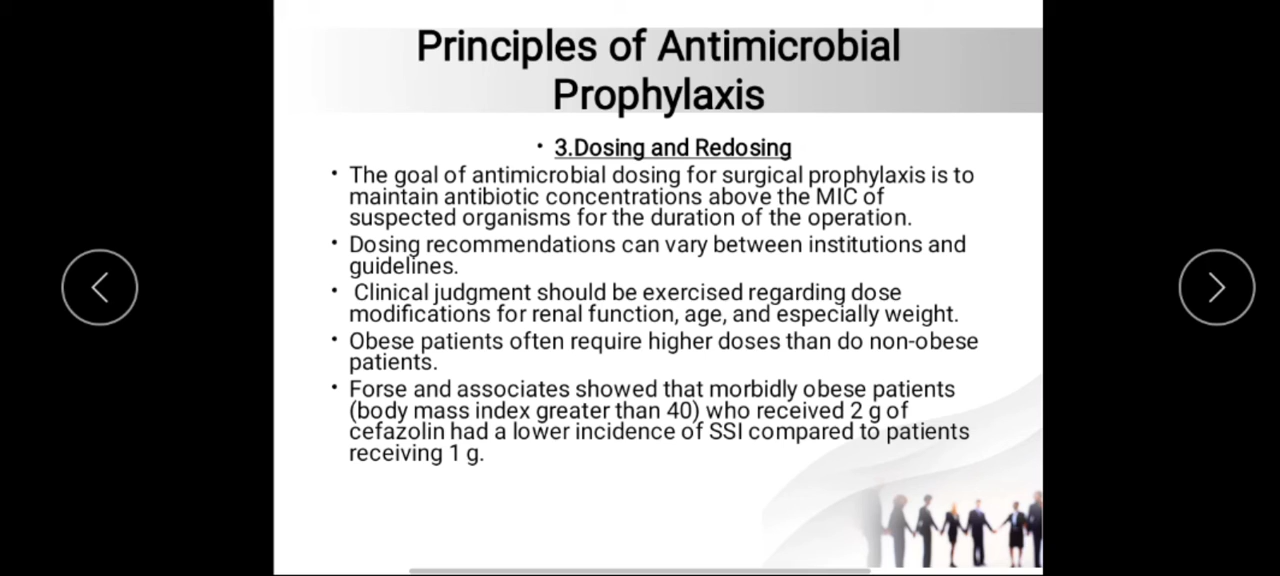 Principles of Antimicrobial
Prophylaxis
• 3.Dosing and Redosing
• The goal of antimicrobial dosing for surgical prophylaxis is to
maintain antibiotic concentrations above the MIC of
suspected organisms for the duration of the operation.
• Dosing recommendations can vary between institutions and
guidelines.
• Clinical judgment should be exercised regarding dose
modifications for renal function, age, and especially weight.
• Obese patients often require higher doses than do non-obese
patients.
• Forse and associates showed that morbidly obese patients
(body mass index greater than 40) who received 2 g of
cefazolin had a lower incidence of SSI compared to patients
receiving 1 g.